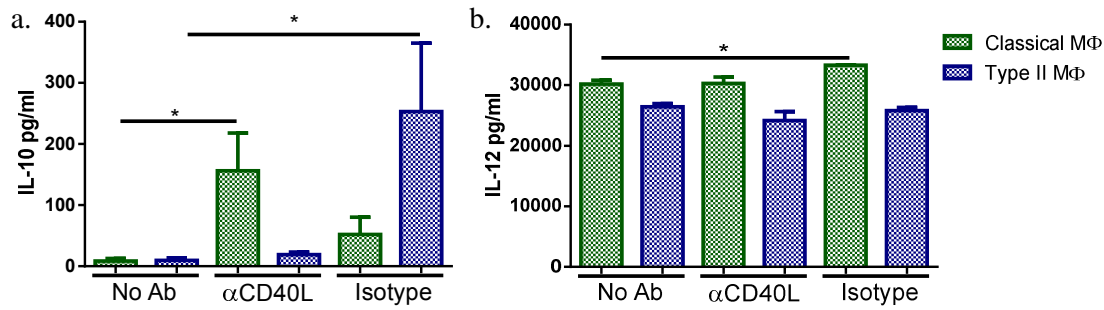 a.
IL-10 pg/ml
400
300
200
100
0
*
*
No Ab αCD40L Isotype
b.
IL-12 pg/ml
40000
30000
20000
10000
0
*
No Ab αCD40L Isotype
Classical MΦ
Type II MΦ